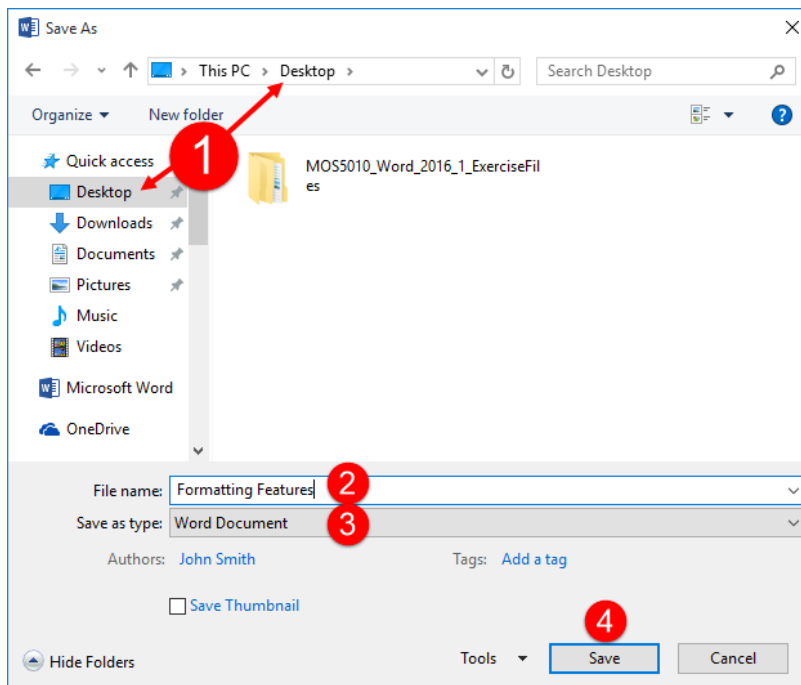 Save As
This PC > Desktop >
Search Desktop
Organize
New folder
1
Quick access
Desktop
Downloads
Documents
Pictures
Music
Videos
Microsoft Word
OneDrive
MOS5010_Word_2016_1_ExerciseFil
es
File name: Formatting Features 2
Save as type: Word Document 3
Authors: John Smith Tags: Add a tag
Save Thumbnail
4
Hide Folders
Tools Save Cancel